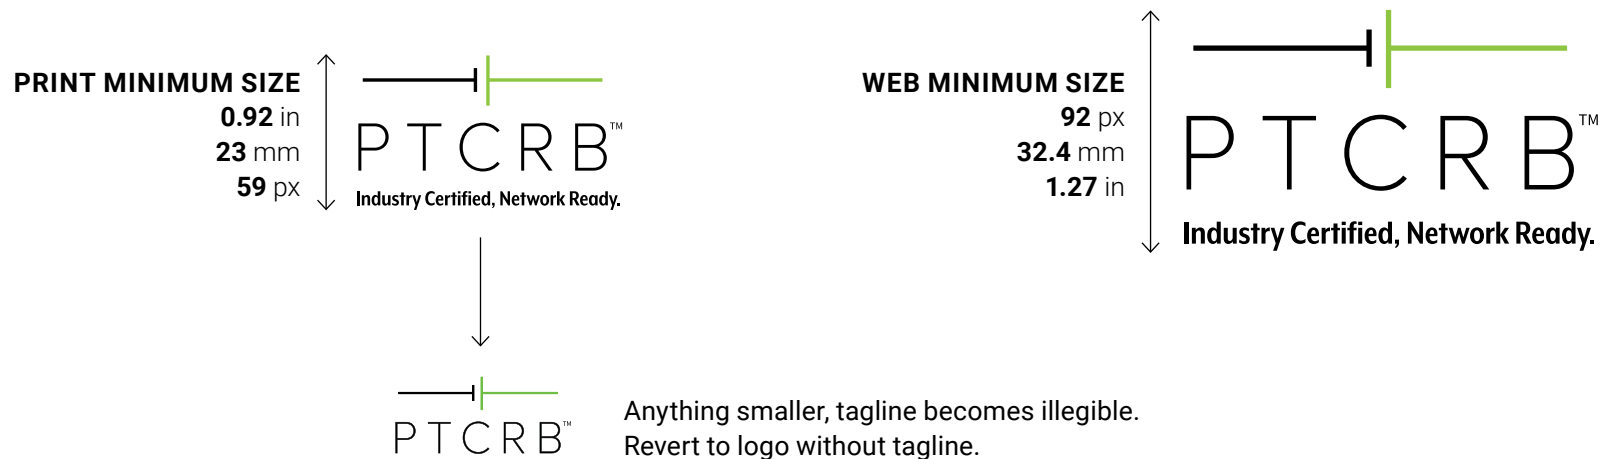 PRINT MINIMUM SIZE
0.92 in
23 mm
59 px
PTCRB™
Industry Certified, Network Ready.
WEB MINIMUM SIZE
92 px
32.4 mm
1.27 in
PTCRB™
Industry Certified, Network Ready.
PTCRB™
Anything smaller, tagline becomes illegible.
Revert to logo without tagline.